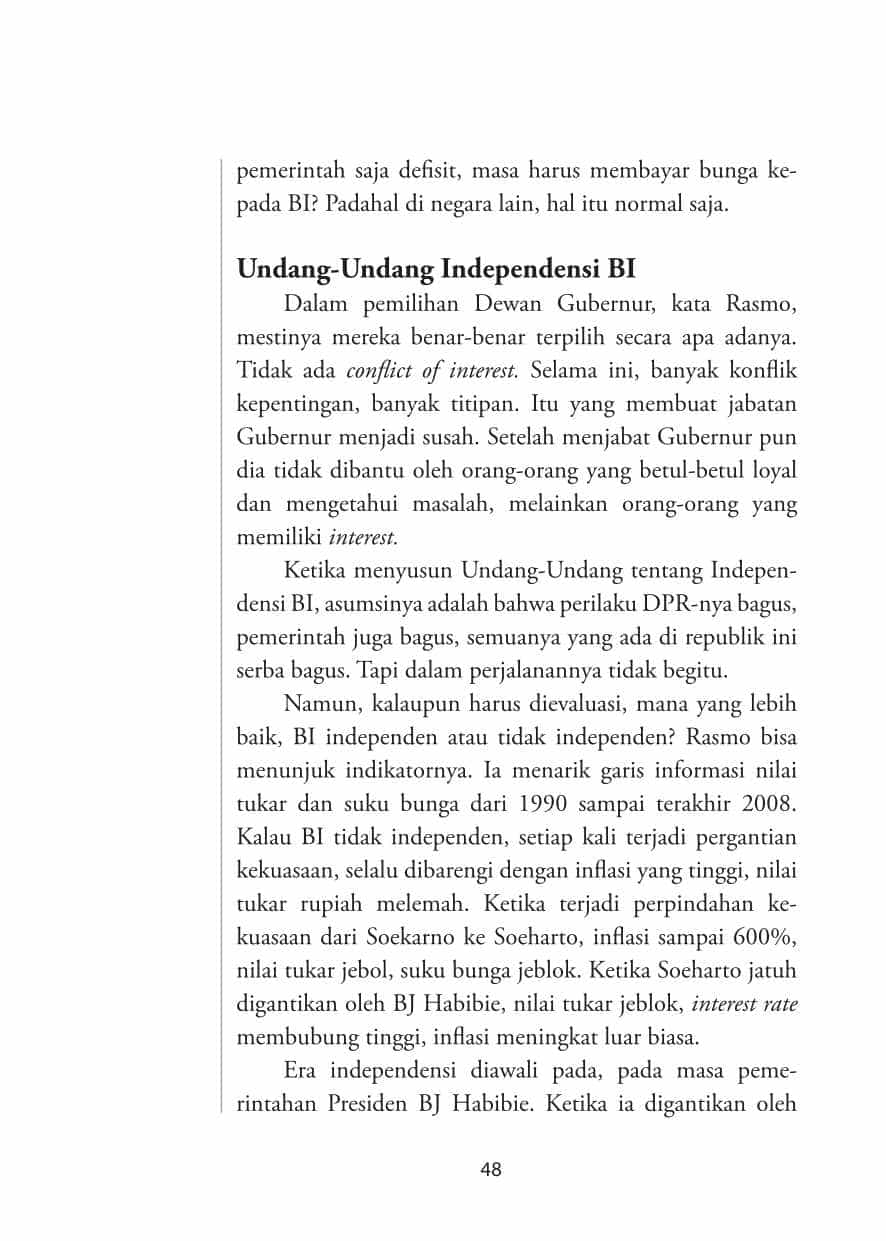 pemerintah saja defisit, masa harus membayar bunga ke-
pada BI? Padahal di negara lain, hal itu normal saja.
Undang-Undang Independensi BI
Dalam pemilihan Dewan Gubernur, kata Rasmo,
mestinya mereka benar-benar terpilih secara apa adanya.
Tidak ada conflict of interest. Selama ini, banyak konflik
kepentingan, banyak titipan. Itu yang membuat jabatan
Gubernur menjadi susah. Setelah menjabat Gubernur pun
dia tidak dibantu oleh orang-orang yang betul-betul loyal
dan mengetahui masalah, melainkan orang-orang yang
memiliki interest.
Ketika menyusun Undang-Undang tentang Indepen-
densi BI, asumsinya adalah bahwa perilaku DPR-nya bagus,
pemerintah juga bagus, semuanya yang ada di republik ini
serba bagus. Tapi dalam perjalanannya tidak begitu.
Namun, kalaupun harus dievaluasi, mana yang lebih
baik, BI independen atau tidak independen? Rasmo bisa
menunjuk indikatornya. Ia menarik garis informasi nilai
tukar dan suku bunga dari 1990 sampai terakhir 2008.
Kalau BI tidak independen, setiap kali terjadi pergantian
kekuasaan, selalu dibarengi dengan inflasi yang tinggi, nilai
tukar rupiah melemah. Ketika terjadi perpindahan ke-
kuasaan dari Soekarno ke Soeharto, inflasi sampai 600%,
nilai tukar jebol, suku bunga jeblok. Ketika Soeharto jatuh
digantikan oleh BJ Habibie, nilai tukar jeblok, interest rate
membubung tinggi, inflasi meningkat luar biasa.
Era independensi diawali pada, pada masa peme-
rintahan Presiden BJ Habibie. Ketika ia digantikan oleh
48